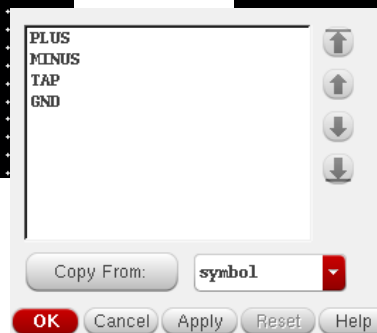 PLUS
MINUS
TAP
GND
Copy From: symbol
OK Cancel Apply Reset Help